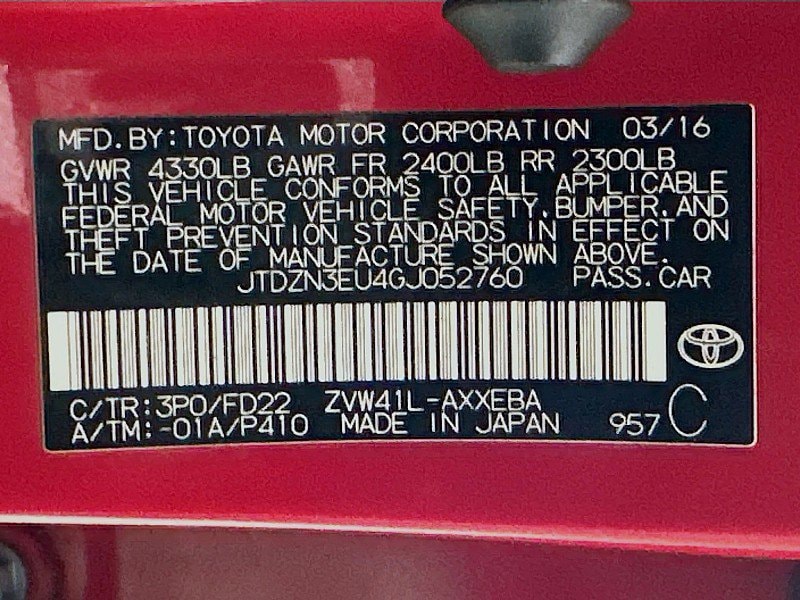 MFD.BY:TOYOTA MOTOR CORPORATION 03/16
GVWR 4330LB GAWR FR 2400LB RR 2300LB
THIS VEHICLE CONFORMS TO ALL APPLICABLE
FEDERAL MOTOR VEHICLE SAFETY,BUMPER,AND
THEFT PREVENTION STANDARDS IN EFFECT ON
THE DATE OF MANUFACTURE SHOWN ABOVE.
JTDZN3EU4GJ052760 PASS.CAR
C/TR:3P0/FD22 ZVW41L-AXXEBA
A/TM:-01A/P410 MADE IN JAPAN 957 C